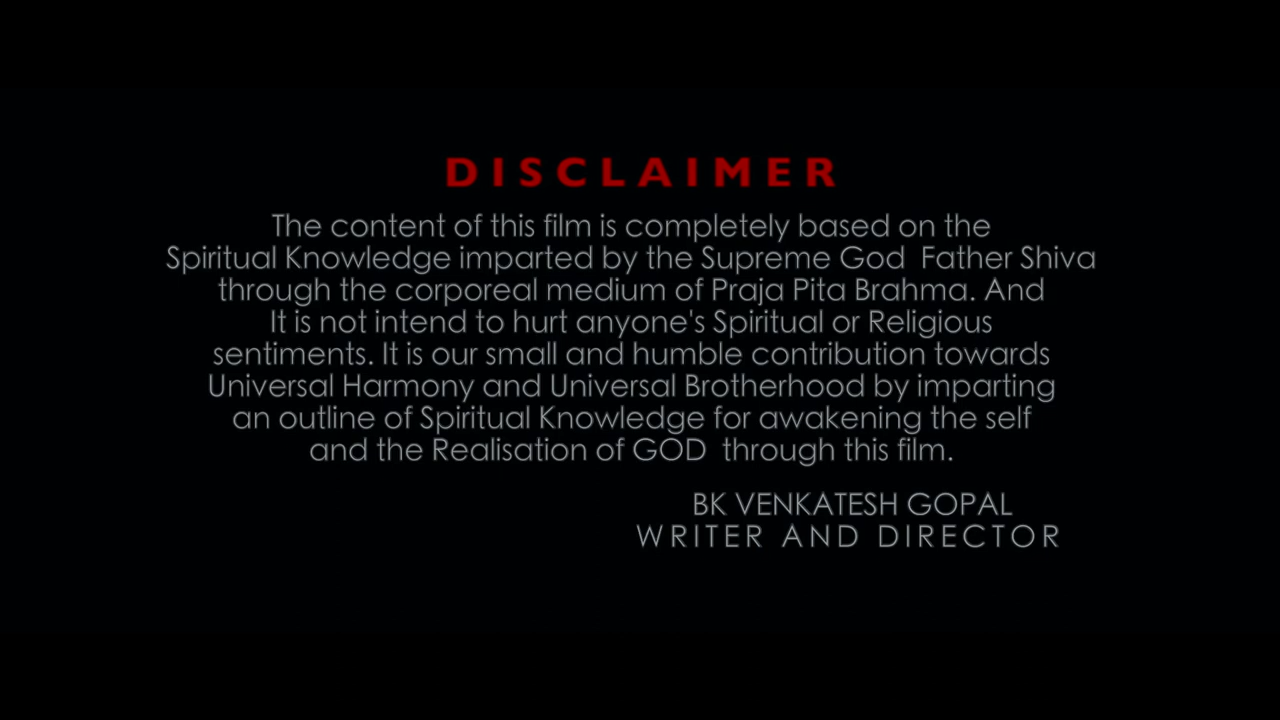 DISCLAIMER
The content of this film is completely based on the
Spiritual Knowledge imparted by the Supreme God Father Shiva
through the corporeal medium of Praja Pita Brahma. And
It is not intend to hurt anyone's Spiritual or Religious
sentiments. It is our small and humble contribution towards
Universal Harmony and Universal Brotherhood by imparting
an outline of Spiritual Knowledge for awakening the self
and the Realisation of GOD through this film.
BK VENKATESH GOPAL
WRITER AND DIRECTOR